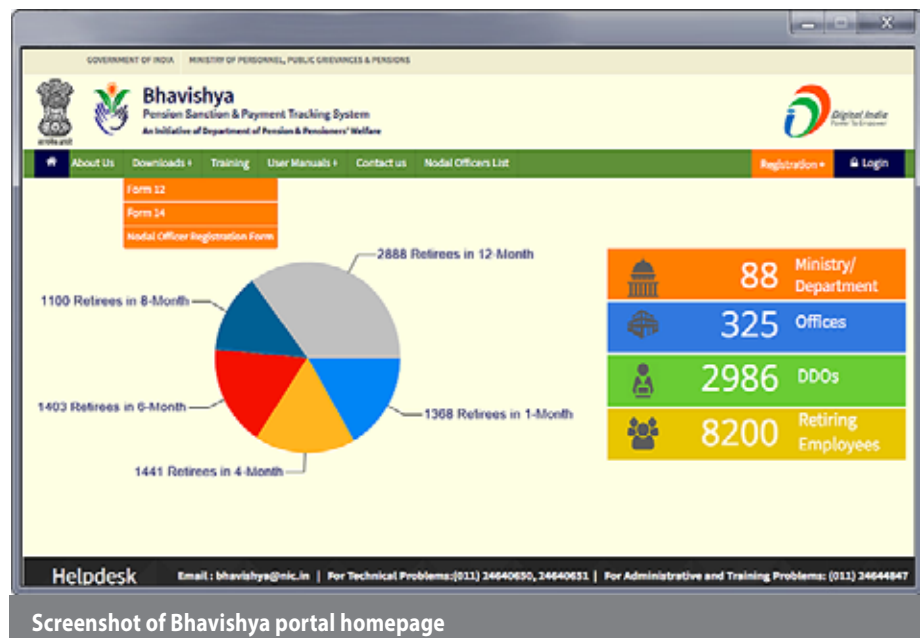 GOVERNMENT OF INDIA MINISTRY OF PERSONNEL, PUBLIC GRIEVANCES & PENSIONS
Bhavishya
Pension Sanction & Payment Tracking System
An Initiative of Department of Pension & Pensioners' Welfare
Digital India
Power To Empower
About Us Downloads+ Training User Manuals+ Contact us Nodal Officers List Registration+ Login
Form 12
Form 14
Nodal Officer Registration Form
2888 Retirees in 12-Month
1100 Retirees in 8-Month
1403 Retirees in 6-Month
1368 Retirees in 1-Month
1441 Retirees in 4-Month
88 Ministry/
Department
325 Offices
2986 DDOs
8200 Retiring
Employees
Helpdesk Email : bhavishya@nic.in | For Technical Problems:(011) 24640630, 24640631 | For Administrative and Training Problems: (011) 24644847
Screenshot of Bhavishya portal homepage